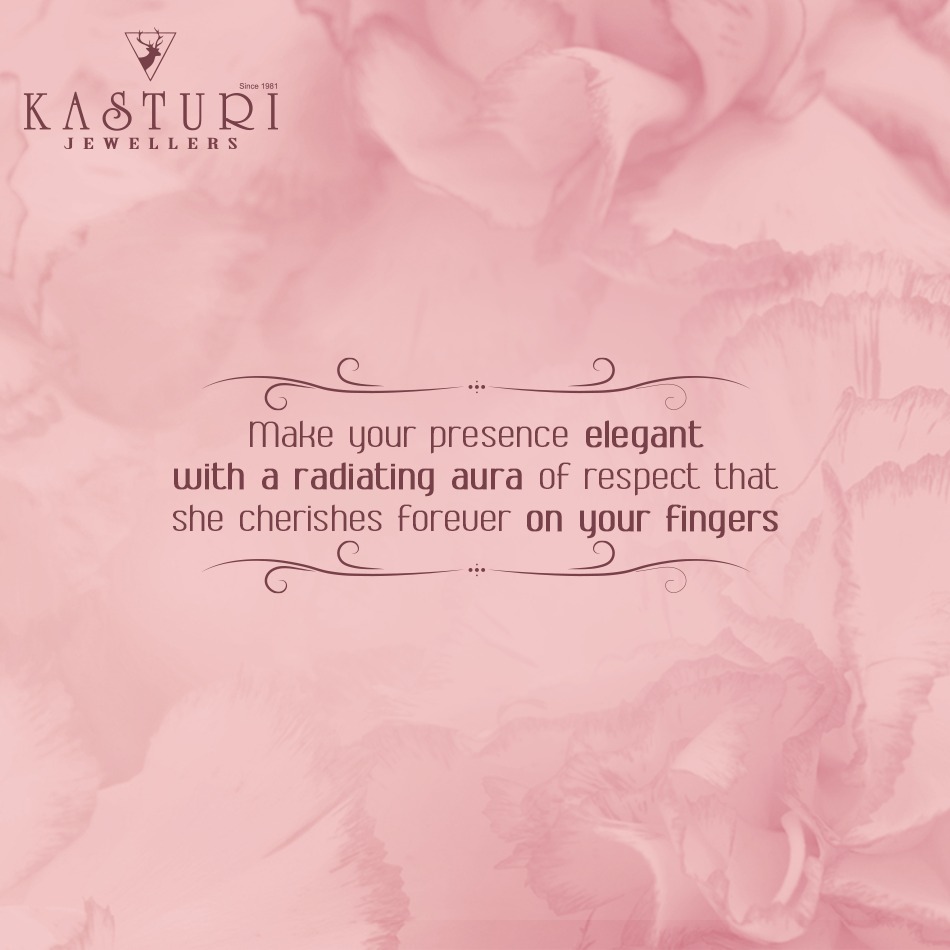 Since 1981
KASTURI
JEWELLERS
Make your presence elegant
with a radiating aura of respect that
she cherishes forever on your fingers